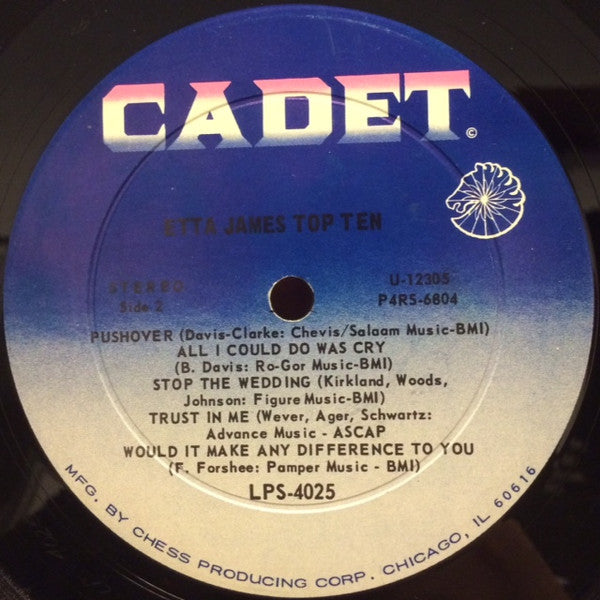 CADET
©
ETTA JAMES TOP TEN
STEREO
Side 2
U-12305
P4RS-6804
PUSHOVER (Davis-Clarke: Chevis/Salaam Music-BMI)
ALL I COULD DO WAS CRY
(B. Davis: Ro-Gor Music-BMI)
STOP THE WEDDING (Kirkland, Woods,
Johnson: Figure Music-BMI)
TRUST IN ME (Wever, Ager, Schwartz:
Advance Music - ASCAP
WOULD IT MAKE ANY DIFFERENCE TO YOU
(F. Forshee: Pamper Music - BMI)
LPS-4025
MFG. BY CHESS PRODUCING CORP. CHICAGO, IL 60616